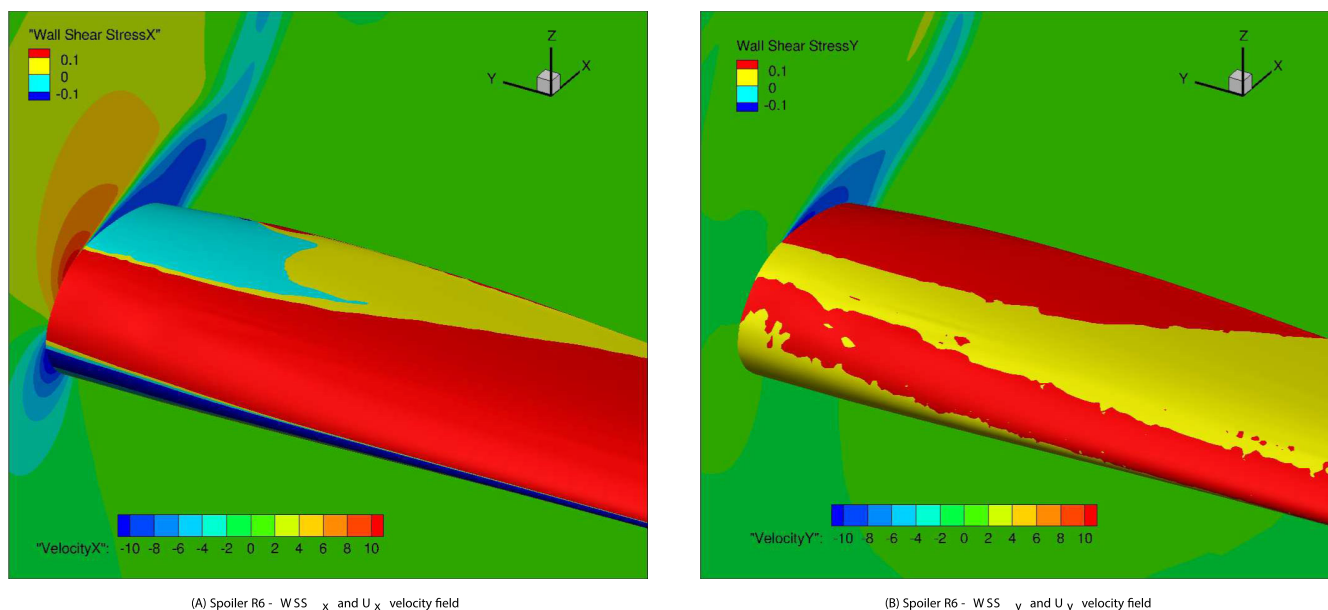 "Wall Shear StressX"
0.1
0
-0.1
Z
Y
X
"VelocityX": -10 -8 -6 -4 -2 0 2 4 6 8 10
(A) Spoiler R6 - WSS x and U x velocity field
Wall Shear StressY
0.1
0
-0.1
Z
Y
X
"VelocityY": -10 -8 -6 -4 -2 0 2 4 6 8 10
(B) Spoiler R6 - WSS y and U y velocity field